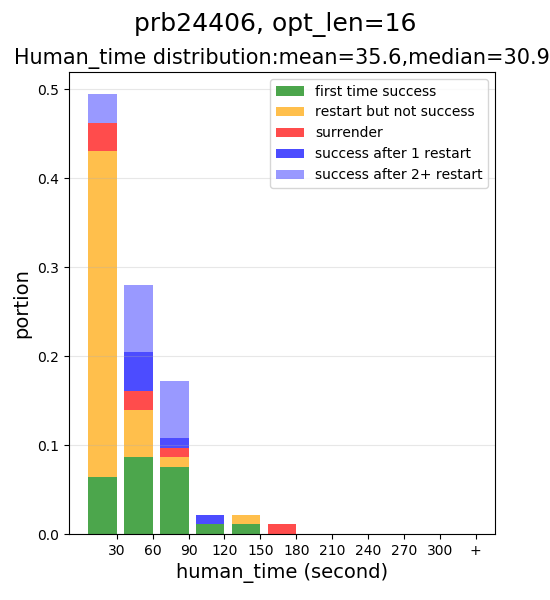 prb24406, opt_len=16
Human_time distribution:mean=35.6,median=30.9
first time success
restart but not success
surrender
success after 1 restart
success after 2+ restart
0.5
0.4
0.3
0.2
0.1
0.0
portion
30 60 90 120 150 180 210 240 270 300 +
human_time (second)